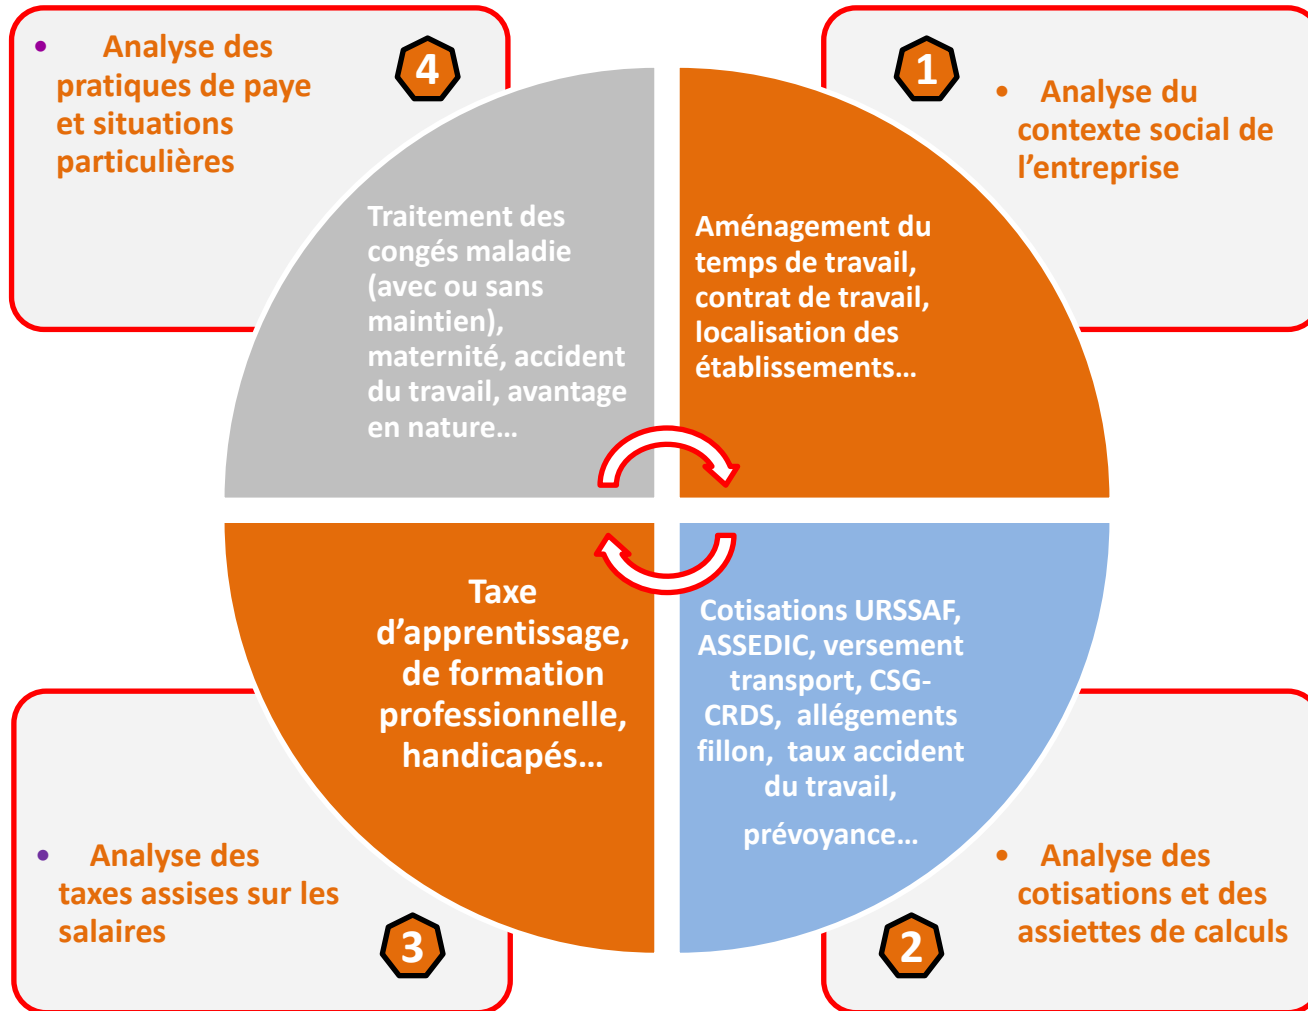 4
• Analyse des
pratiques de paye
et situations
particulières
1
• Analyse du
contexte social de
l’entreprise
Traitement des
congés maladie
(avec ou sans
maintien),
maternité, accident
du travail, avantage
en nature…
Aménagement du
temps de travail,
contrat de travail,
localisation des
établissements…
Taxe
d’apprentissage,
de formation
professionnelle,
handicapés…
Cotisations URSSAF,
ASSEDIC, versement
transport, CSG-
CRDS, allégements
fillon, taux accident
du travail,
prévoyance…
• Analyse des
taxes assises sur les
salaires
3
• Analyse des
cotisations et des
assiettes de calculs
2